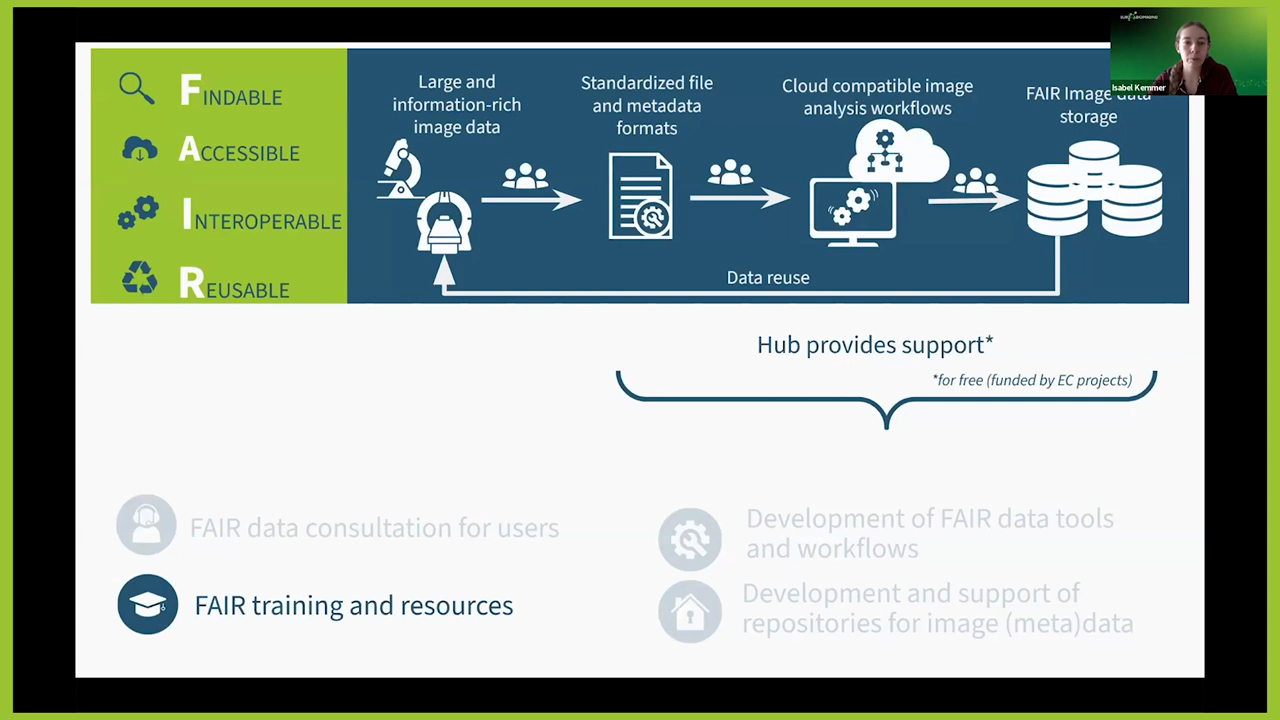 FINDABLE
ACCESSIBLE
INTEROPERABLE
REUSABLE
Large and
information-rich
image data
Standardized file
and metadata
formats
Cloud compatible image
analysis workflows
FAIR Image data
storage
Data reuse
Isabel Kemmer
Hub provides support*
*for free (funded by EC projects)
FAIR data consultation for users
FAIR training and resources
Development of FAIR data tools
and workflows
Development and support of
repositories for image (meta)data